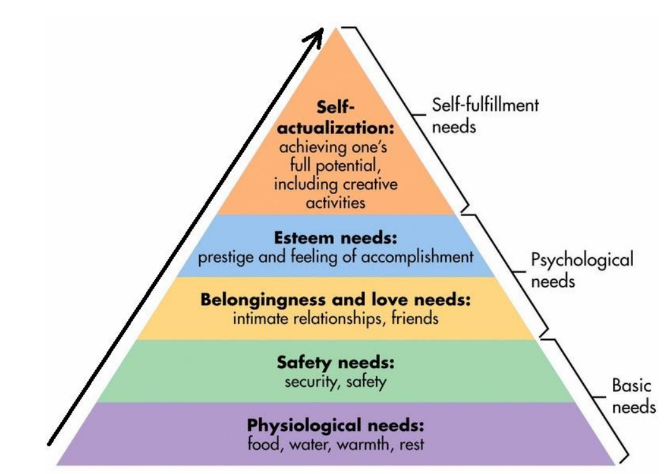 Self-
actualization:
achieving one's
full potential,
including creative
activities
Self-fulfillment
needs
Esteem needs:
prestige and feeling of accomplishment
Psychological
needs
Belongingness and love needs:
intimate relationships, friends
Safety needs:
security, safety
Basic
needs
Physiological needs:
food, water, warmth, rest